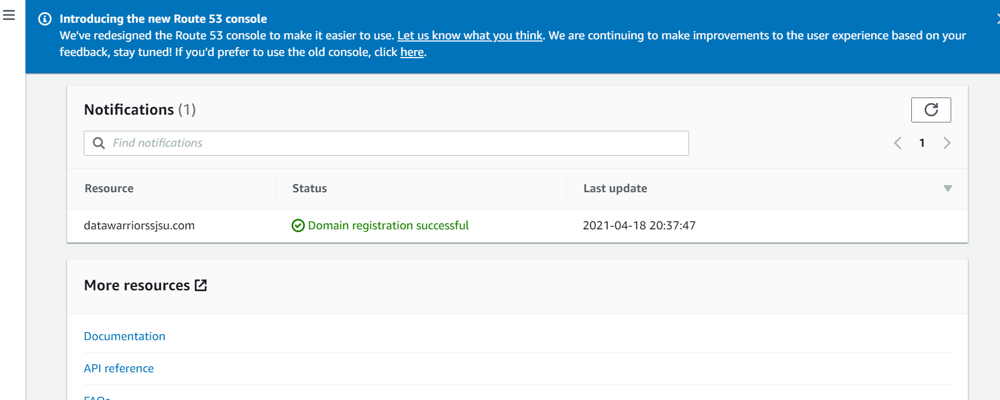 Introducing the new Route 53 console
We've redesigned the Route 53 console to make it easier to use. Let us know what you think. We are continuing to make improvements to the user experience based on your
feedback, stay tuned! If you’d prefer to use the old console, click here.
Notifications (1)
Find notifications
1
Resource Status Last update
datawarriorssjsu.com Domain registration successful 2021-04-18 20:37:47
More resources
Documentation
API reference
FAQs